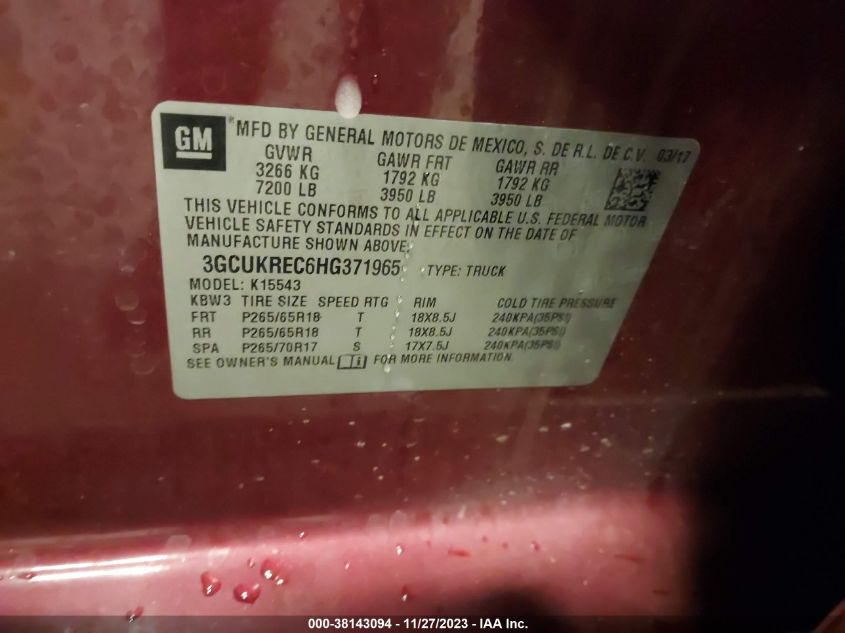 GM
*MFD BY GENERAL MOTORS DE MEXICO, S. DE R.L. DE C.V. 03/17
GVWR GAWR FRT GAWR RR
3266 KG 1792 KG 1792 KG
7200 LB 3950 LB 3950 LB
THIS VEHICLE CONFORMS TO ALL APPLICABLE U.S. FEDERAL MOTOR
VEHICLE SAFETY STANDARDS IN EFFECT ON THE DATE OF
MANUFACTURE SHOWN ABOVE.
3GCUKREC6HG371965 TYPE: TRUCK
MODEL: K15543
KBW3 TIRE SIZE SPEED RTG RIM COLD TIRE PRESSURE
FRT P265/65R18 T 18X8.5J 240KPA(35PSI)
RR P265/65R18 T 18X8.5J 240KPA(35PSI)
SPA P265/70R17 S 17X7.5J 240KPA(35PSI)
SEE OWNER'S MANUAL i FOR MORE INFORMATION.
000-38143094 - 11/27/2023 - IAA Inc.